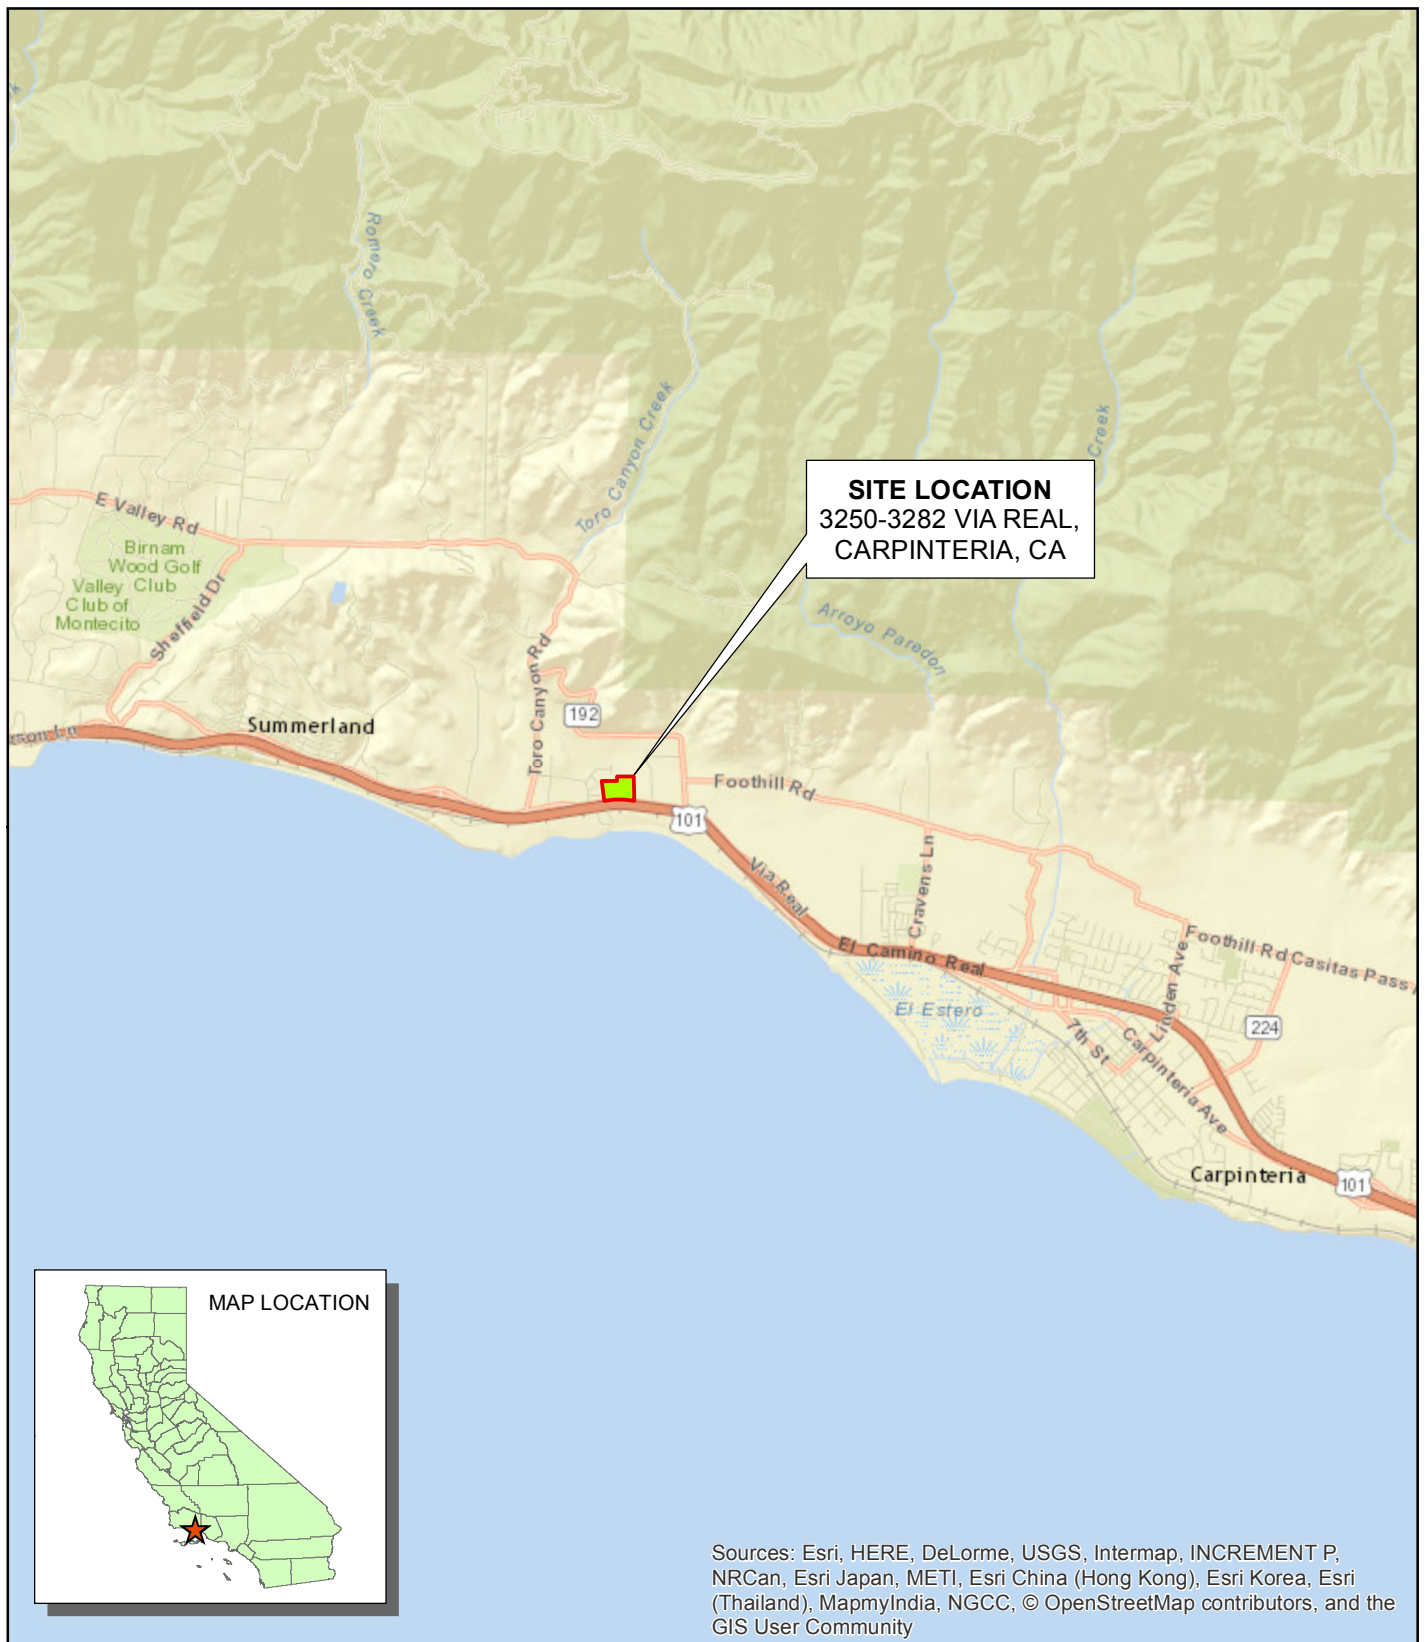 k
Romero Creek
Toro Canyon Creek
Creek
SITE LOCATION
3250-3282 VIA REAL,
CARPINTERIA, CA
E Valley Rd
Birnam
Wood Golf
Club
Valley
Club of
Montecito
Sheffield Dr
Arroyo Paredon
Toro Canyon Rd
192
Summerland
son Ln
Foothill Rd
101
Via Real
Cravens Ln
El Camino Real
Foothill Rd
Casitas Pass
Linden Ave
El Estero
7th St
224
Carpinteria Ave
Carpinteria
101
MAP LOCATION
Sources: Esri, HERE, DeLorme, USGS, Intermap, INCREMENT P,
NRCan, Esri Japan, METI, Esri China (Hong Kong), Esri Korea, Esri
(Thailand), MapmyIndia, NGCC, © OpenStreetMap contributors, and the
GIS User Community